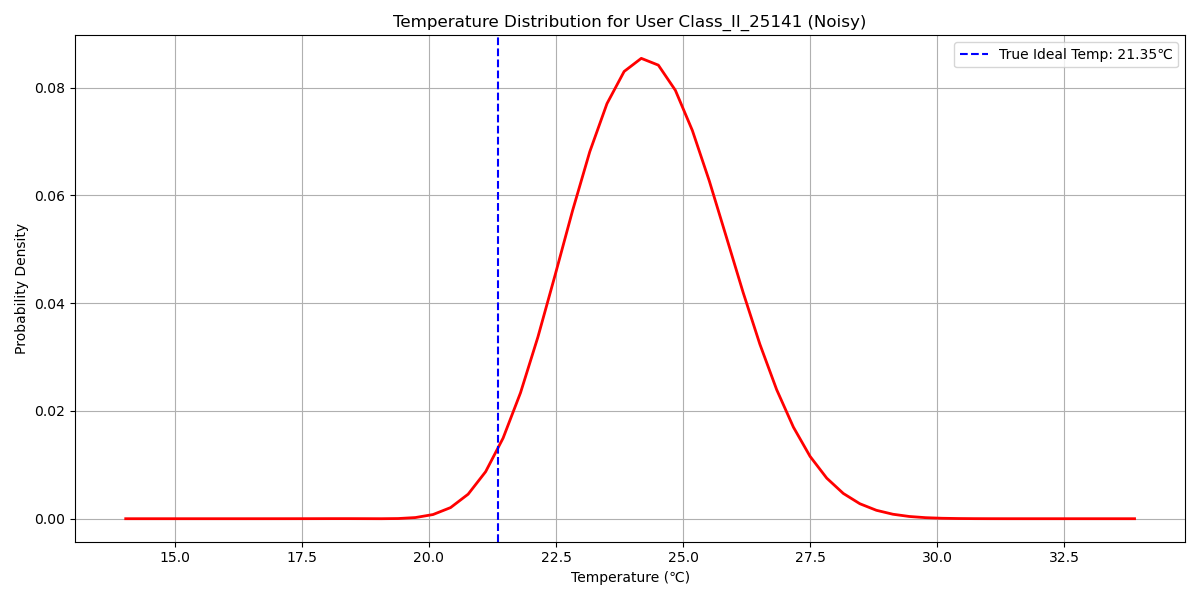 Temperature Distribution for User Class_II_25141 (Noisy)
True Ideal Temp: 21.35℃
Probability Density
0.08
0.06
0.04
0.02
0.00
15.0 17.5 20.0 22.5 25.0 27.5 30.0 32.5
Temperature (℃)